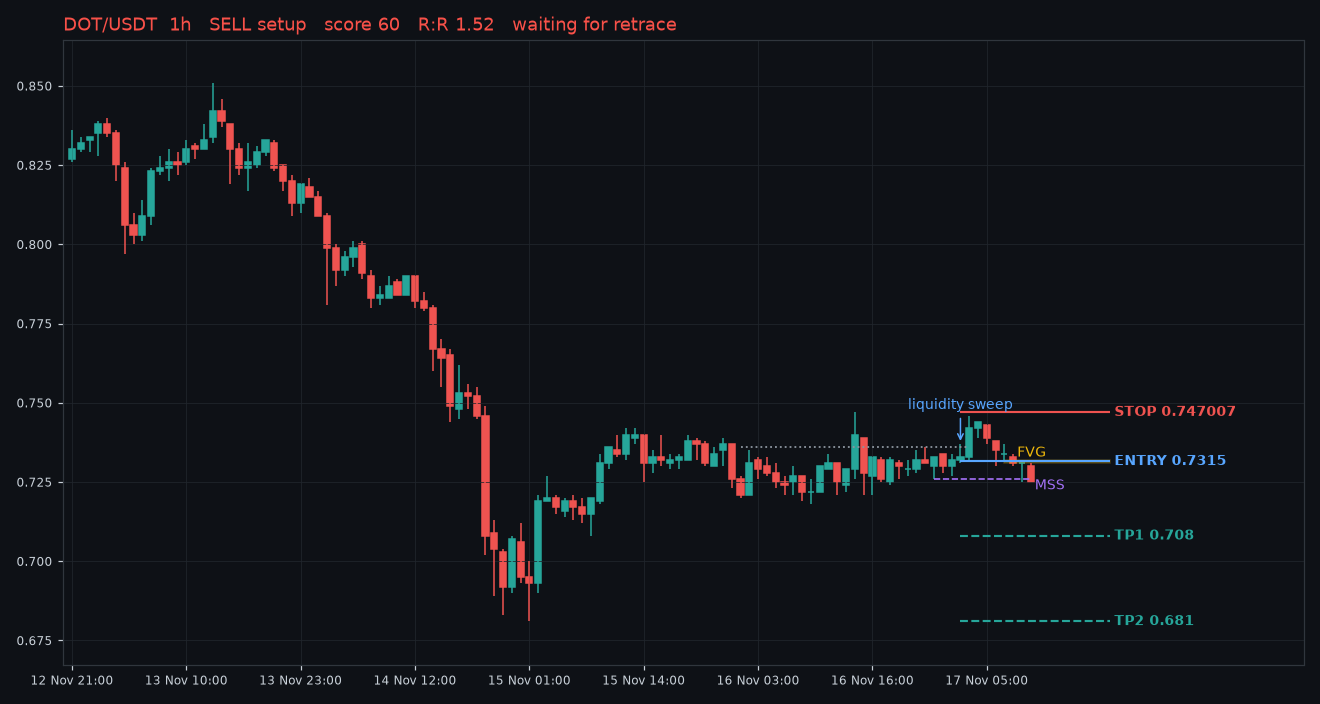 DOT/USDT 1h SELL setup score 60 R:R 1.52 waiting for retrace
0.850
0.825
0.800
0.775
0.750
0.725
0.700
0.675
liquidity sweep
STOP 0.747007
FVG
ENTRY 0.7315
MSS
TP1 0.708
TP2 0.681
12 Nov 21:00
13 Nov 10:00
13 Nov 23:00
14 Nov 12:00
15 Nov 01:00
15 Nov 14:00
16 Nov 03:00
16 Nov 16:00
17 Nov 05:00